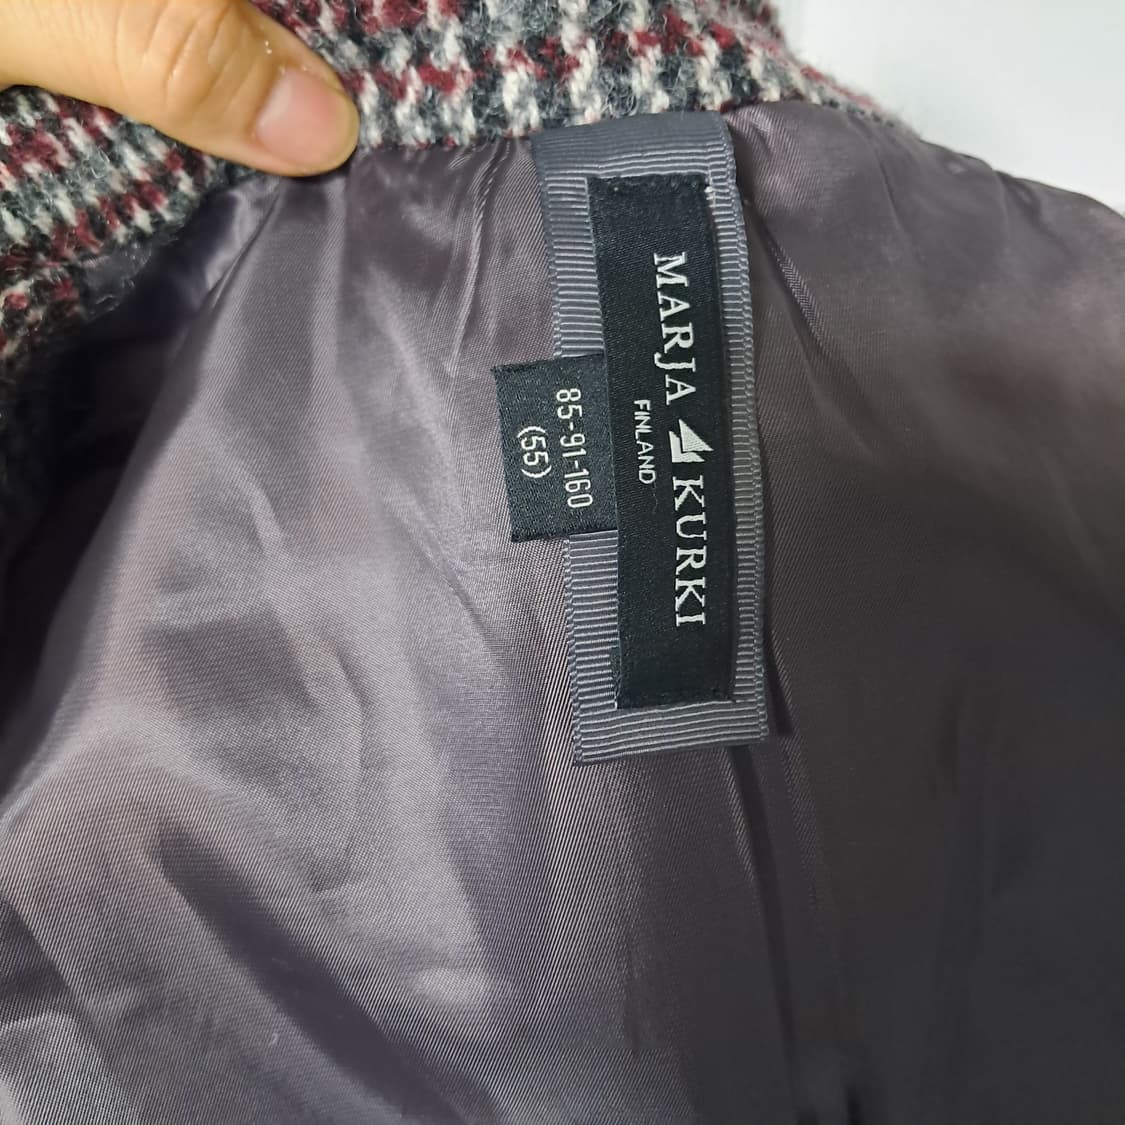 MARJA KURKI
FINLAND
85-91-160
(55)